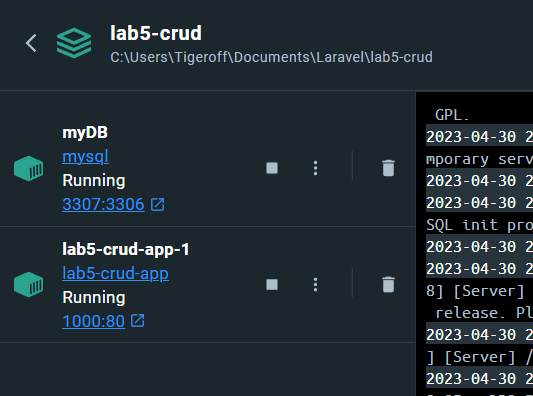 lab5-crud
C:\Users\Tigeroff\Documents\Laravel\lab5-crud
myDB
mysql
Running
3307:3306
lab5-crud-app-1
lab5-crud-app
Running
1000:80
GPL.
2023-04-30 2
mporary serv
2023-04-30 2
2023-04-30 2
SQL init pro
2023-04-30 2
2023-04-30 2
8] [Server]
release. Pl
2023-04-30 2
] [Server] /
2023-04-30 2